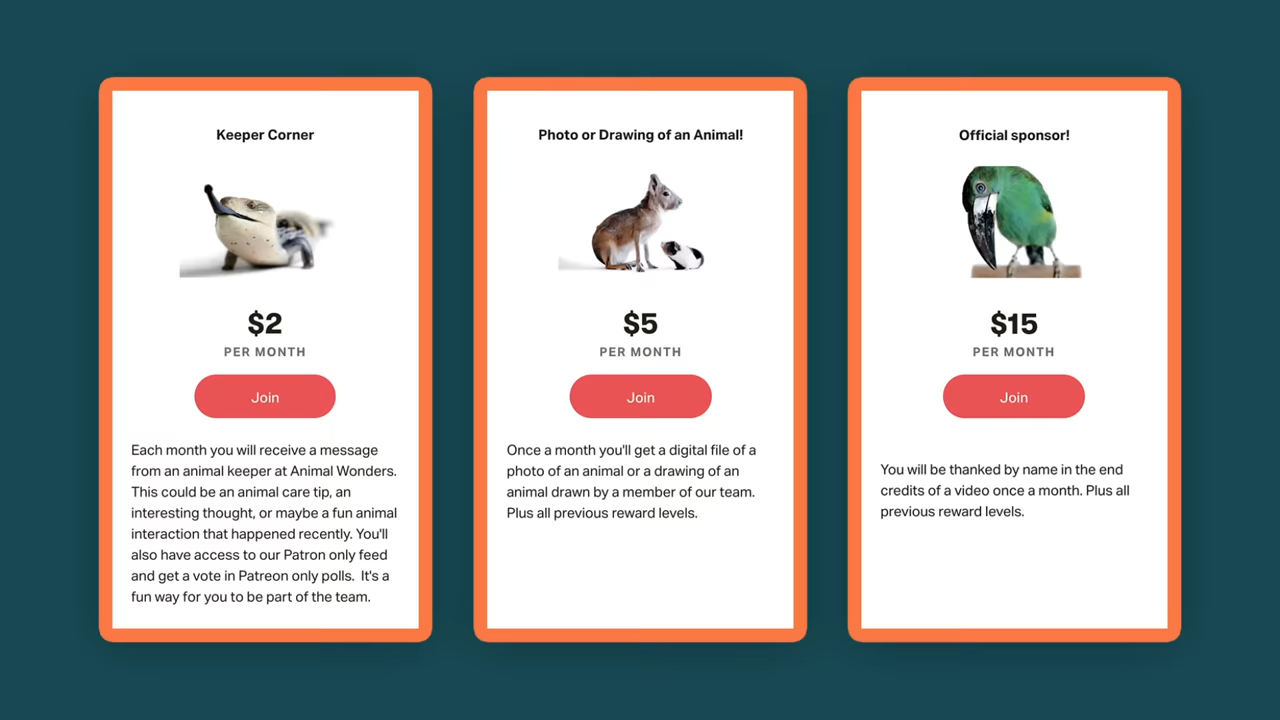 Keeper Corner
$2
PER MONTH
Join
Each month you will receive a message
from an animal keeper at Animal Wonders.
This could be an animal care tip, an
interesting thought, or maybe a fun animal
interaction that happened recently. You'll
also have access to our Patron only feed
and get a vote in Patreon only polls.  It's a
fun way for you to be part of the team.
Photo or Drawing of an Animal!
$5
PER MONTH
Join
Once a month you'll get a digital file of a
photo of an animal or a drawing of an
animal drawn by a member of our team.
Plus all previous reward levels.
Official sponsor!
$15
PER MONTH
Join
You will be thanked by name in the end
credits of a video once a month. Plus all
previous reward levels.